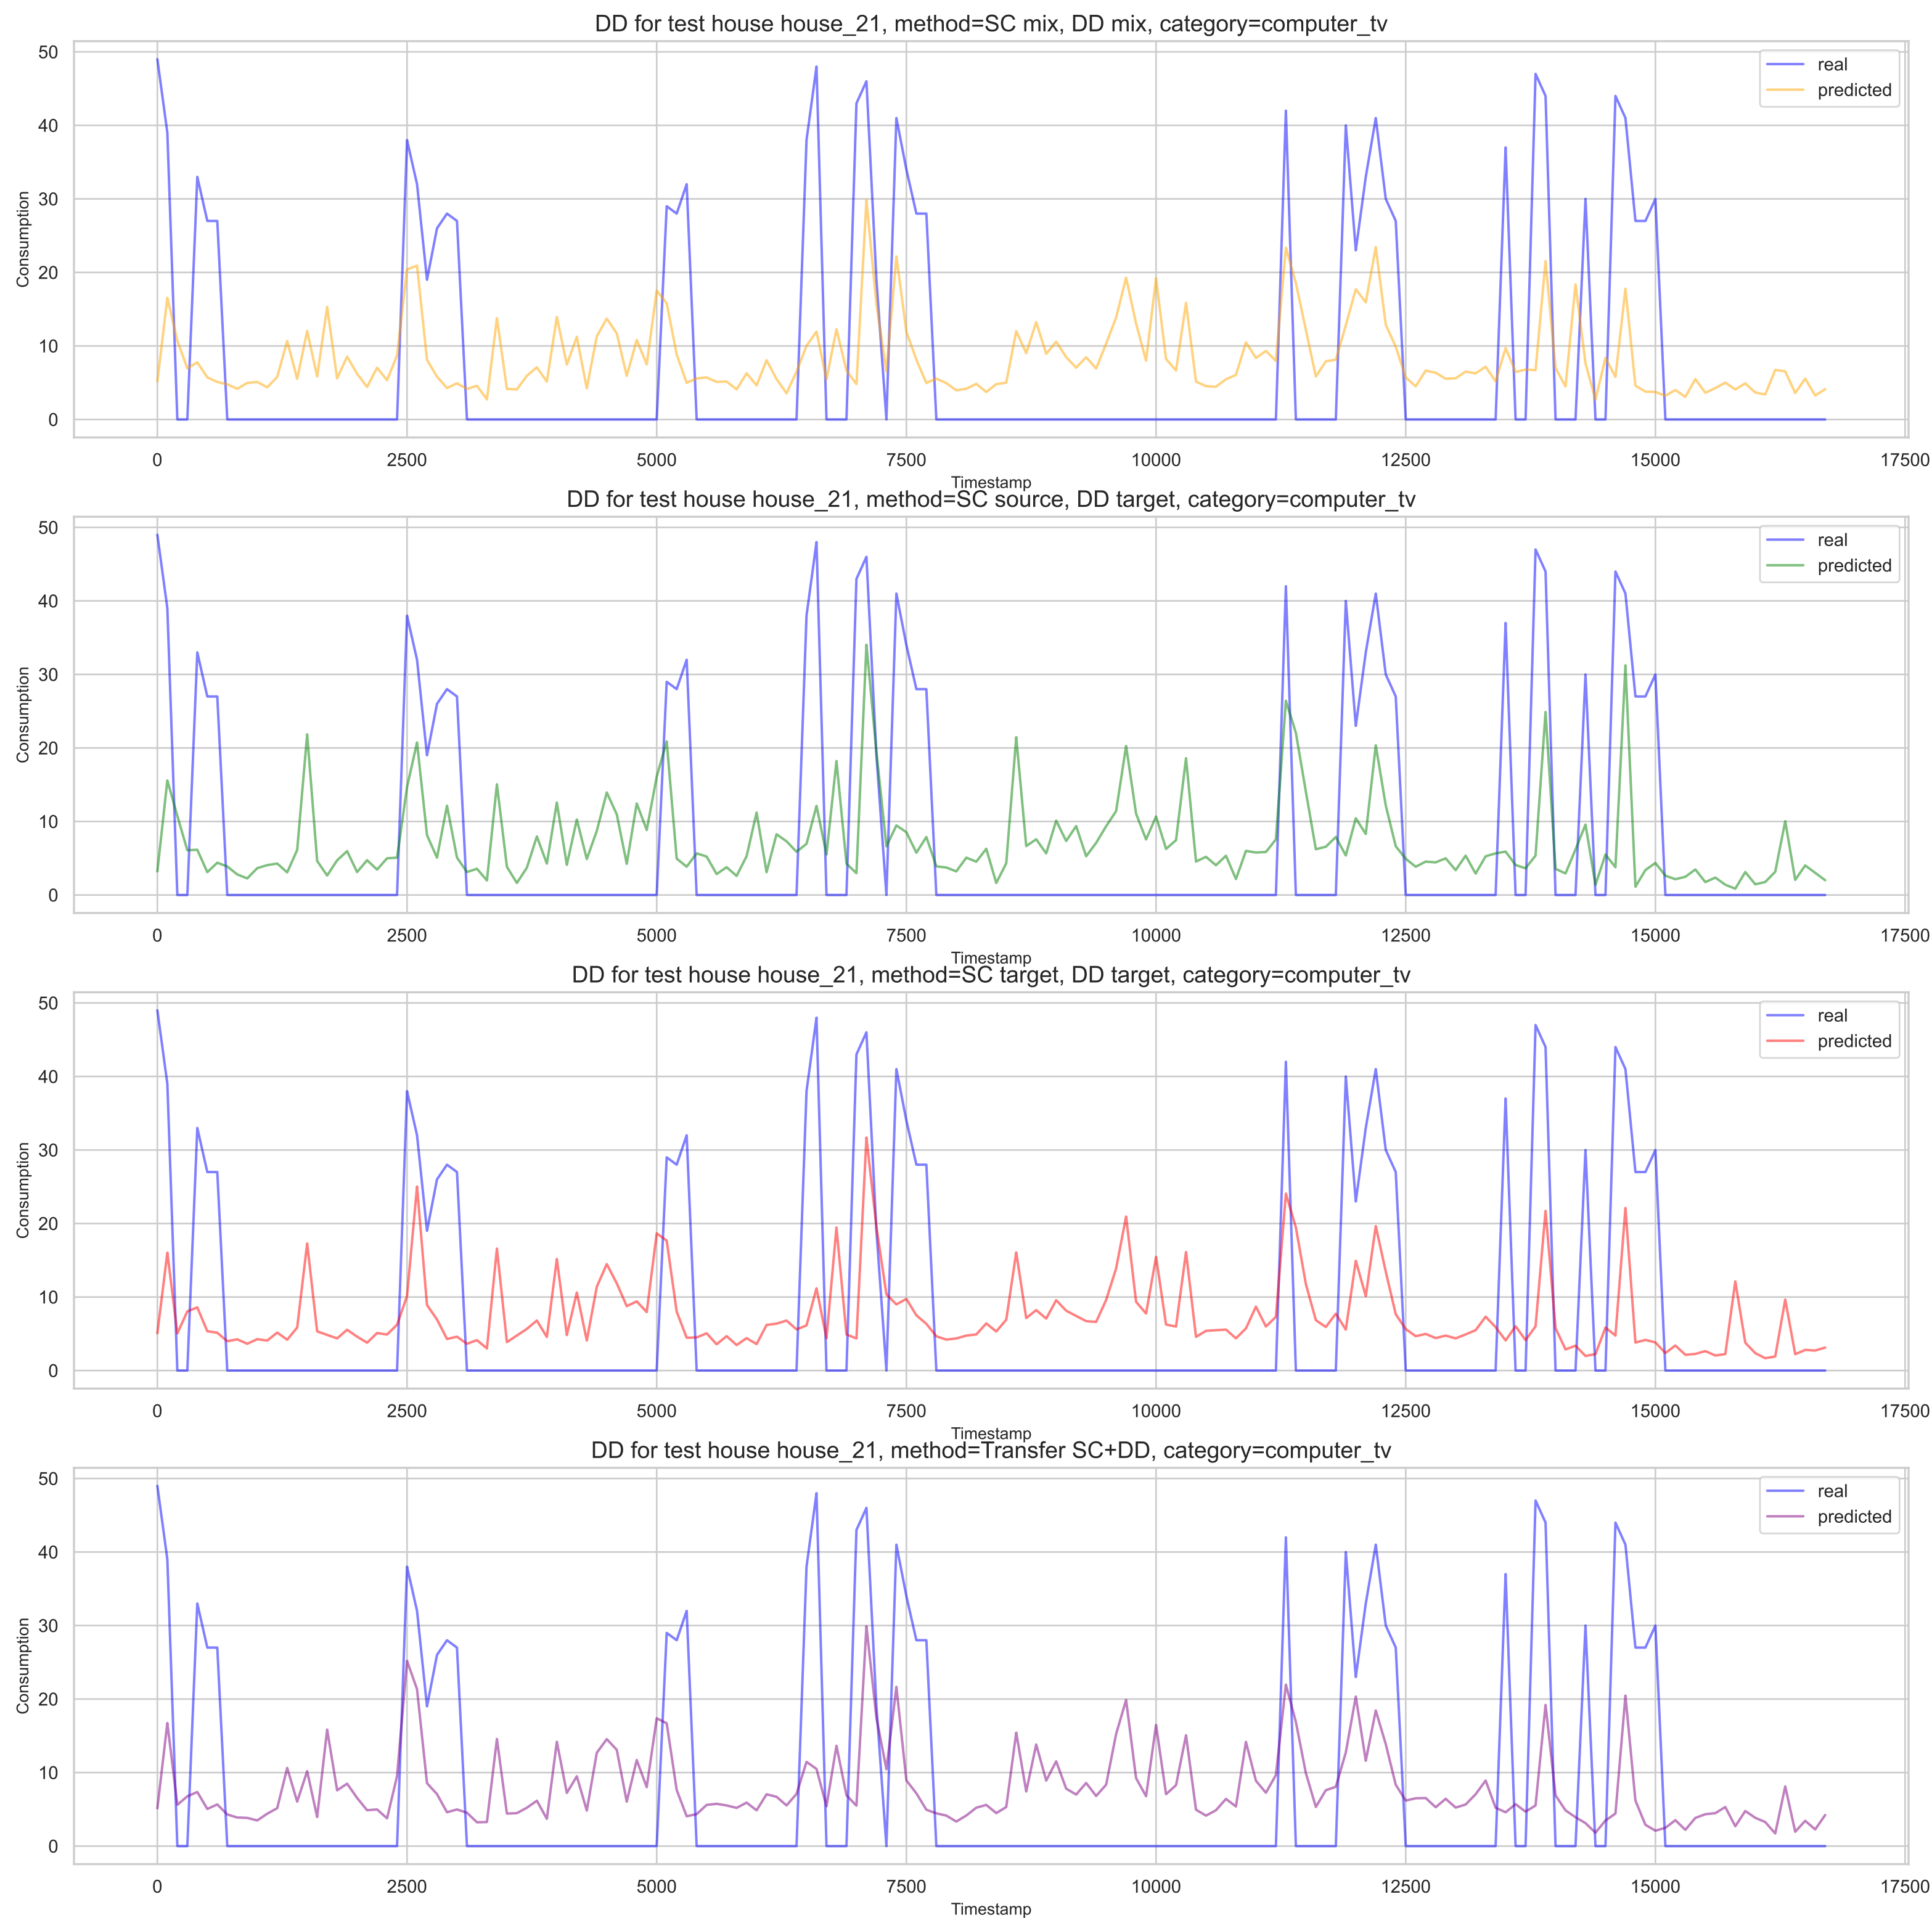 DD for test house house_21, method=SC mix, DD mix, category=computer_tv
real
predicted
Consumption
50
40
30
20
10
0
0 2500 5000 7500 10000 12500 15000 17500
Timestamp
DD for test house house_21, method=SC source, DD target, category=computer_tv
real
predicted
Consumption
50
40
30
20
10
0
0 2500 5000 7500 10000 12500 15000 17500
Timestamp
DD for test house house_21, method=SC target, DD target, category=computer_tv
real
predicted
Consumption
50
40
30
20
10
0
0 2500 5000 7500 10000 12500 15000 17500
Timestamp
DD for test house house_21, method=Transfer SC+DD, category=computer_tv
real
predicted
Consumption
50
40
30
20
10
0
0 2500 5000 7500 10000 12500 15000 17500
Timestamp